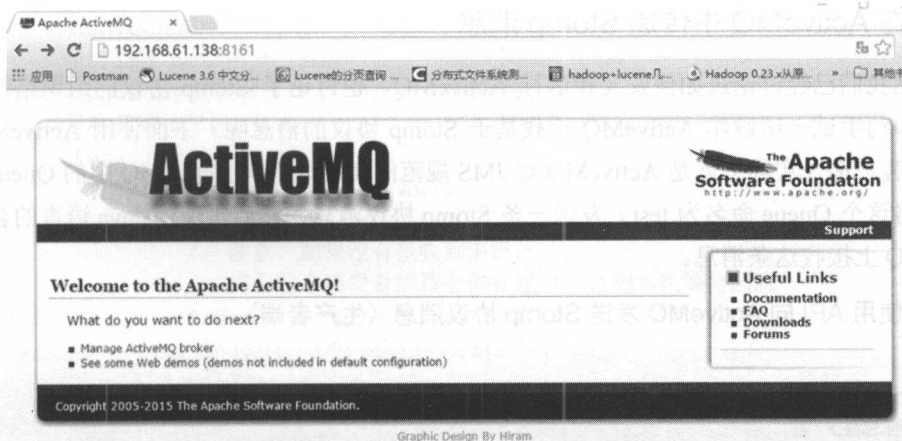 Apache ActiveMQ
192.168.61.138:8161
应用 Postman Lucene 3.6 中文分... Lucene的分页查询 ... 分布式文件系统测... hadoop+lucene几... Hadoop 0.23.x从原... » 其他书
ActiveMQ
The Apache
Software Foundation
http://www.apache.org/
Support
Welcome to the Apache ActiveMQ!
What do you want to do next?
Manage ActiveMQ broker
See some Web demos (demos not included in default configuration)
Useful Links
Documentation
FAQ
Downloads
Forums
Copyright 2005-2015 The Apache Software Foundation.
Graphic Design By Hiram